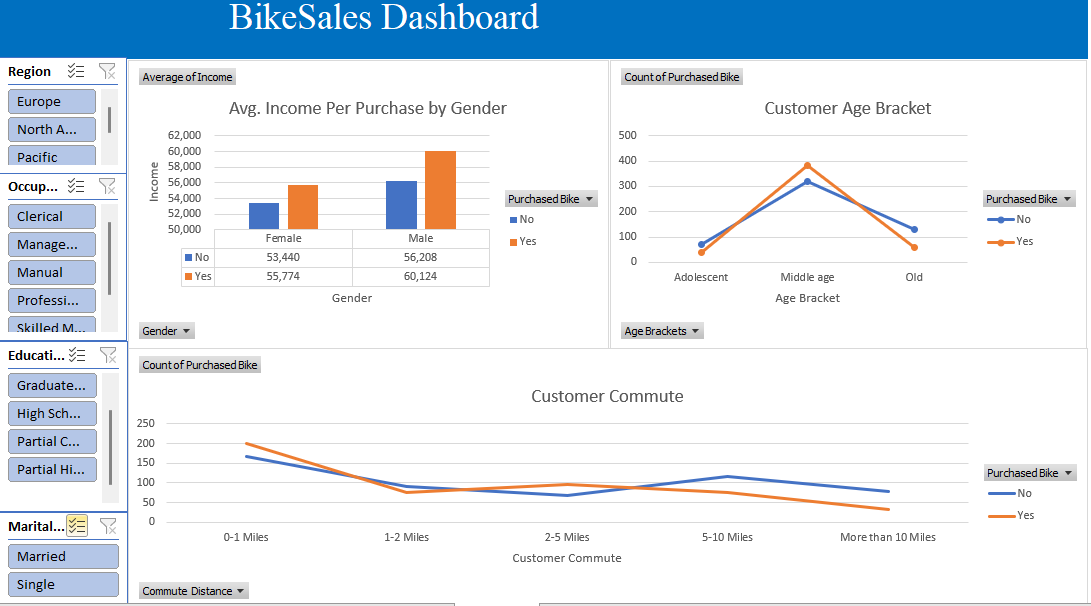 BikeSales Dashboard
Region
Europe
North A...
Pacific
Occup...
Clerical
Manage...
Manual
Professi...
Skilled M...
Educati...
Graduate...
High Sch...
Partial C...
Partial Hi...
Marital...
Married
Single
Average of Income
Avg. Income Per Purchase by Gender
62,000
60,000
58,000
56,000
54,000
52,000
50,000
Income
Female Male
No 53,440 56,208
Yes 55,774 60,124
Gender
Purchased Bike
No
Yes
Gender
Count of Purchased Bike
Customer Age Bracket
500
400
300
200
100
0
Adolescent Middle age Old
Age Bracket
Purchased Bike
No
Yes
Age Brackets
Count of Purchased Bike
Customer Commute
250
200
150
100
50
0
0-1 Miles 1-2 Miles 2-5 Miles 5-10 Miles More than 10 Miles
Customer Commute
Purchased Bike
No
Yes
Commute Distance